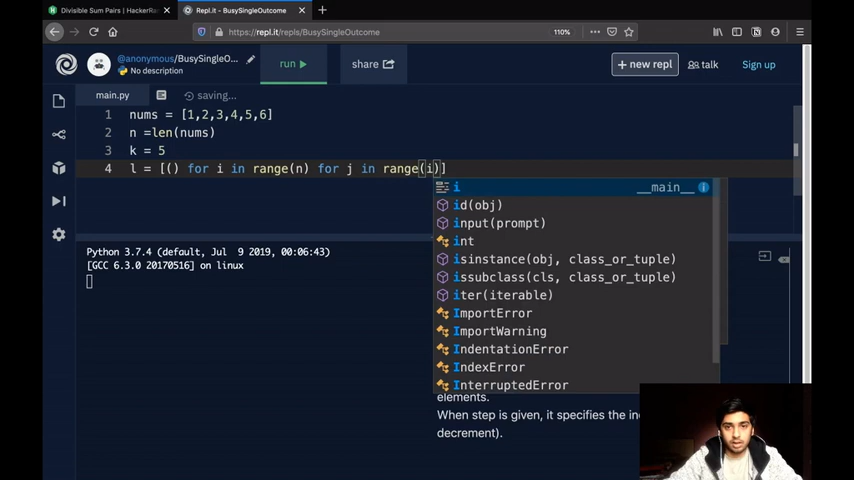 Divisible Sum Pairs | HackerRa
Repl.it - BusySingleOutcome
https://repl.it/repls/BusySingleOutcome
110%
@anonymous/BusySingleO...
No description
run
share
+ new repl
talk
Sign up
main.py
saving...
1 nums = [1,2,3,4,5,6]
2 n =len(nums)
3 k = 5
4 l = [() for i in range(n) for j in range(i)]
i __main__
id(obj)
input(prompt)
int
isinstance(obj, class_or_tuple)
issubclass(cls, class_or_tuple)
iter(iterable)
ImportError
ImportWarning
IndentationError
IndexError
InterruptedError
Python 3.7.4 (default, Jul 9 2019, 00:06:43)
[GCC 6.3.0 20170516] on linux
elements.
When step is given, it specifies the in
decrement).